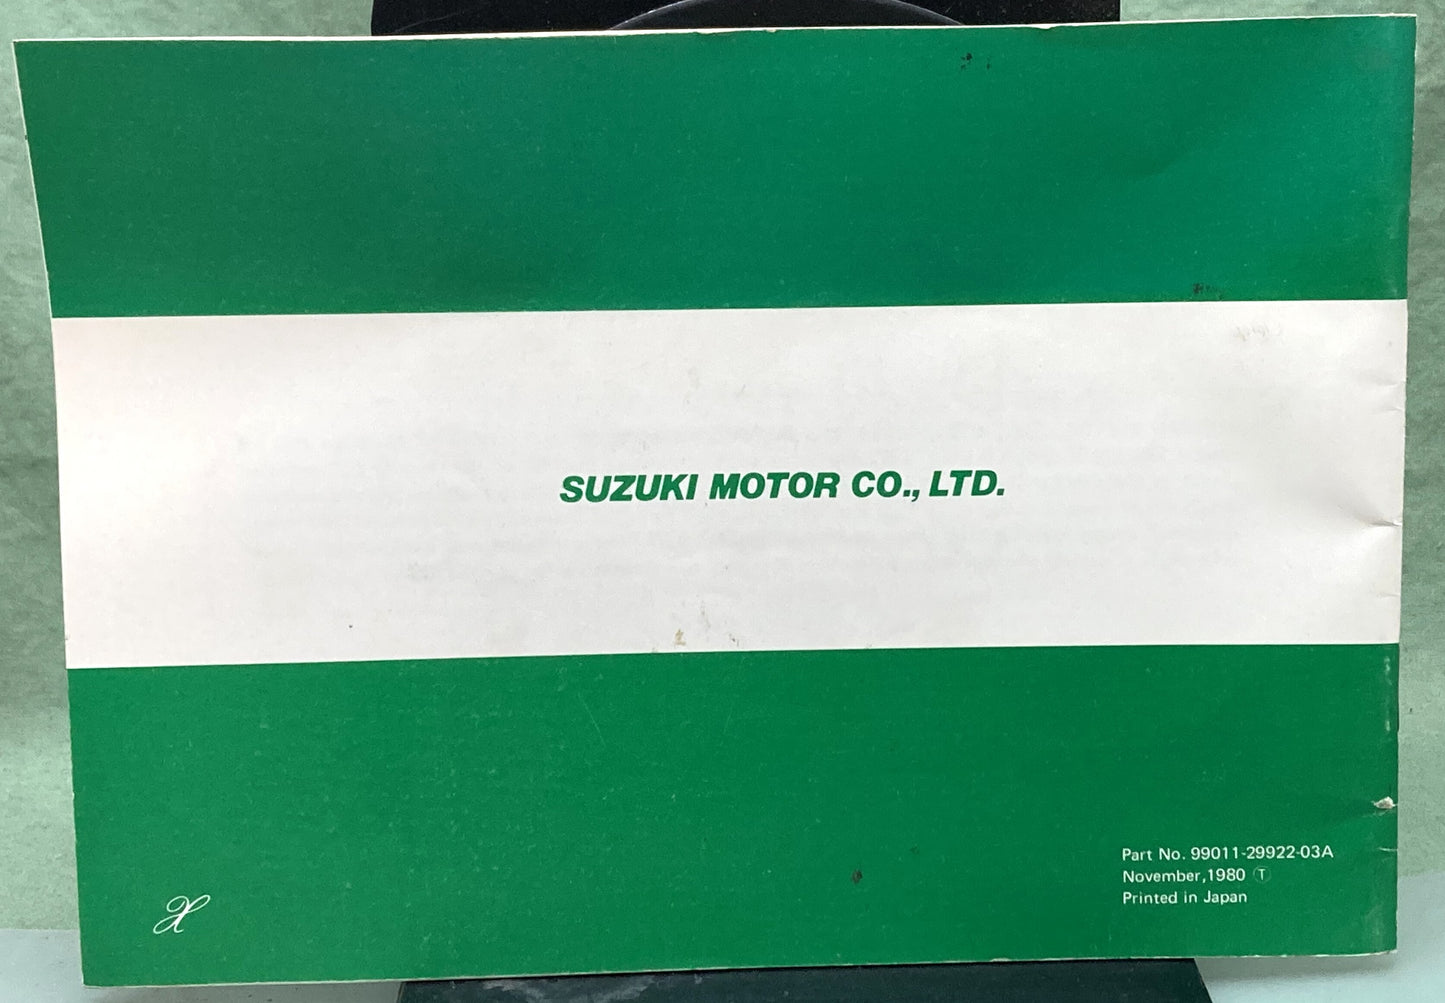 SUZUKI MOTOR CO., LTD.
Part No. 99011-29922-03A
November,1980 Ⓣ
Printed in Japan
X